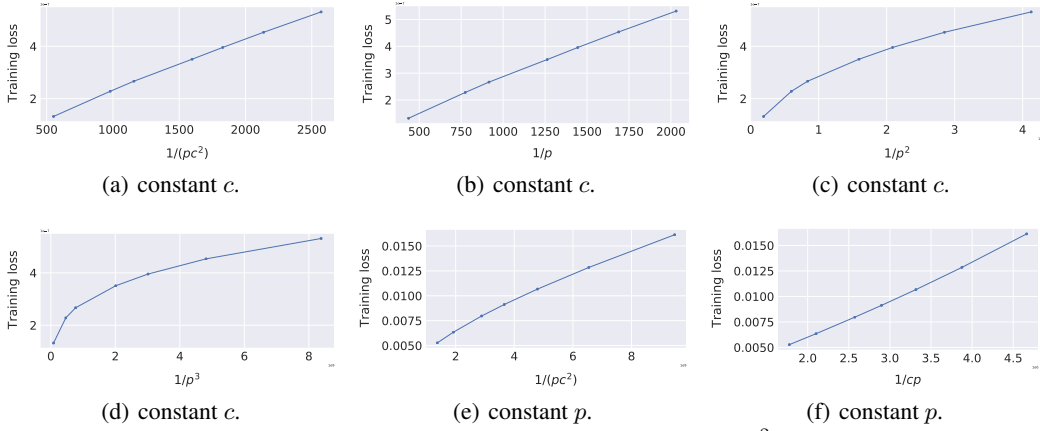 Training loss
4
2
500 1000 1500 2000 2500
1/(pc²)
(a) constant c.
Training loss
5
4
3
2
500 750 1000 1250 1500 1750 2000
1/p
(b) constant c.
Training loss
4
2
0 1 2 3 4
1/p²
(c) constant c.
Training loss
4
2
0 2 4 6 8
1/p³
(d) constant c.
Training loss
0.0150
0.0125
0.0100
0.0075
0.0050
2 4 6 8
1/(pc²)
(e) constant p.
Training loss
0.0150
0.0125
0.0100
0.0075
0.0050
2.0 2.5 3.0 3.5 4.0 4.5
1/cp
(f) constant p.